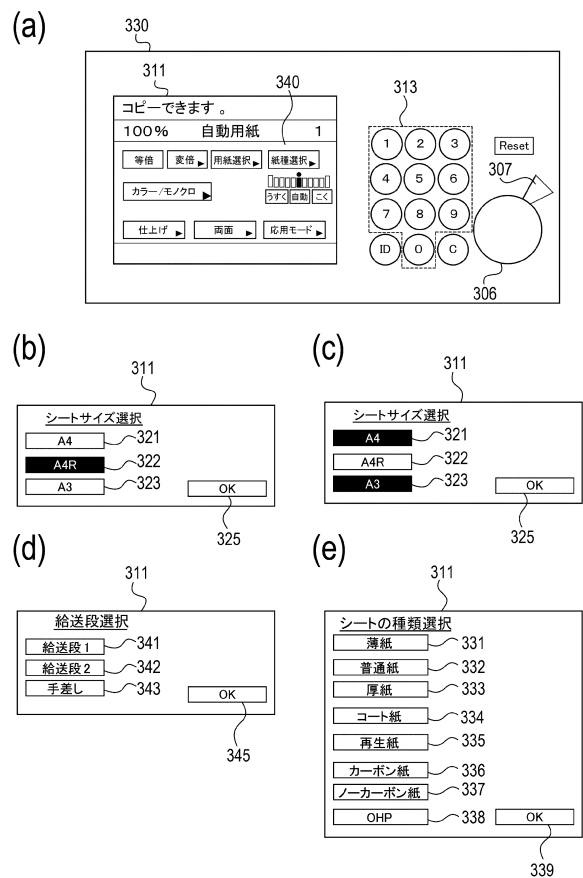 (a)
330
311
340
313
コピーできます。
100% 自動用紙 1
等倍 変倍 用紙選択 紙種選択
カラー/モノクロ
うすく 自動 こく
仕上げ 両面 応用モード
1 2 3
4 5 6
7 8 9
ID 0 C
Reset
307
306
(b)
311
シートサイズ選択
A4 321
A4R 322
A3 323
OK
325
(c)
311
シートサイズ選択
A4 321
A4R 322
A3 323
OK
325
(d)
311
給送段選択
給送段1 341
給送段2 342
手差し 343
OK
345
(e)
311
シートの種類選択
薄紙 331
普通紙 332
厚紙 333
コート紙 334
再生紙 335
カーボン紙 336
ノーカーボン紙 337
OHP 338
OK
339